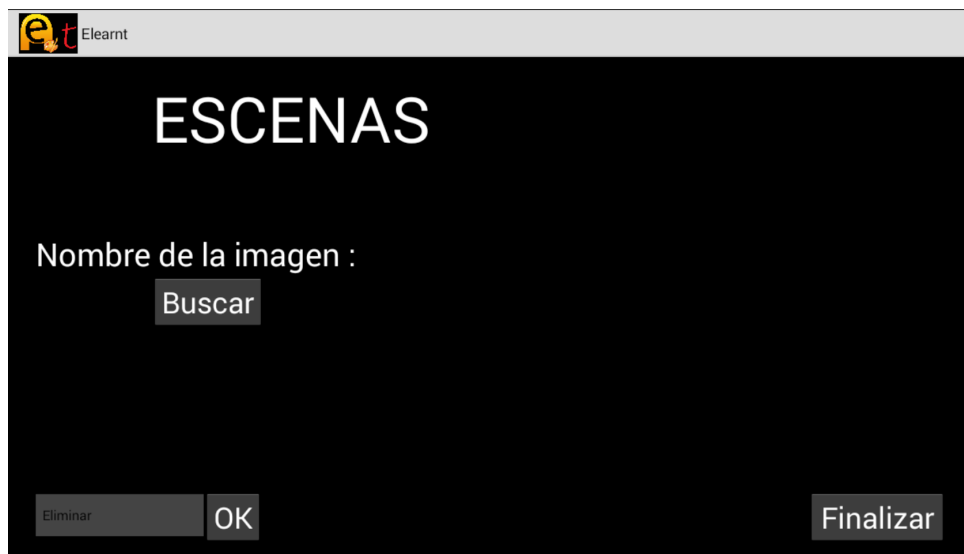 Elearnt
ESCENAS
Nombre de la imagen :
Buscar
Eliminar
OK
Finalizar